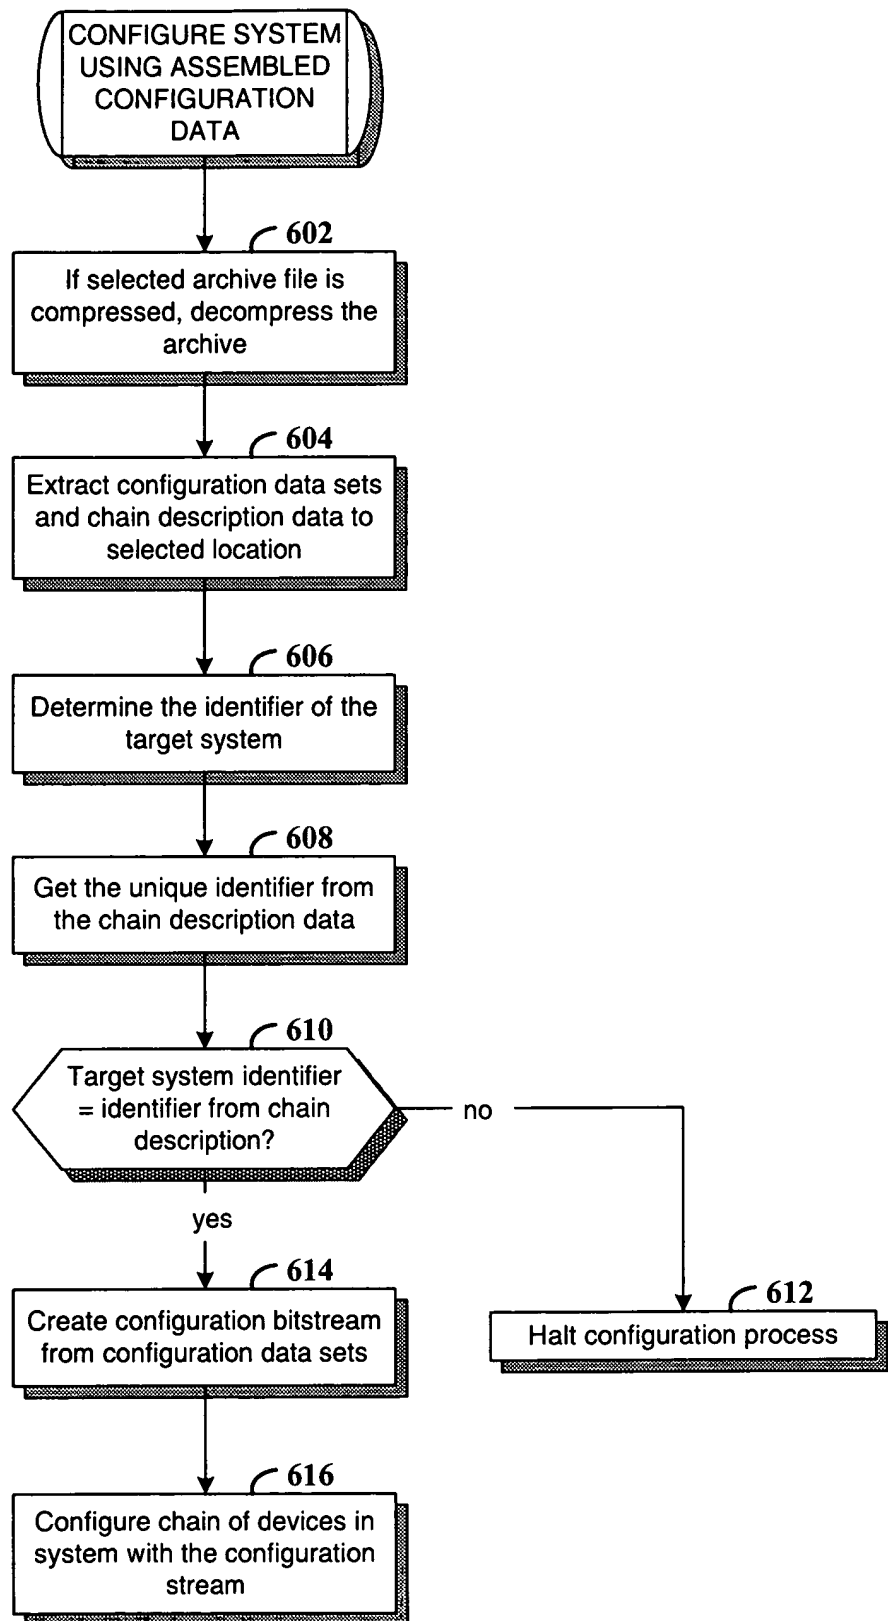 CONFIGURE SYSTEM
USING ASSEMBLED
CONFIGURATION
DATA
602
If selected archive file is
compressed, decompress the
archive
604
Extract configuration data sets
and chain description data to
selected location
606
Determine the identifier of the
target system
608
Get the unique identifier from
the chain description data
610
Target system identifier
= identifier from chain
description?
no
yes
614
Create configuration bitstream
from configuration data sets
612
Halt configuration process
616
Configure chain of devices in
system with the configuration
stream